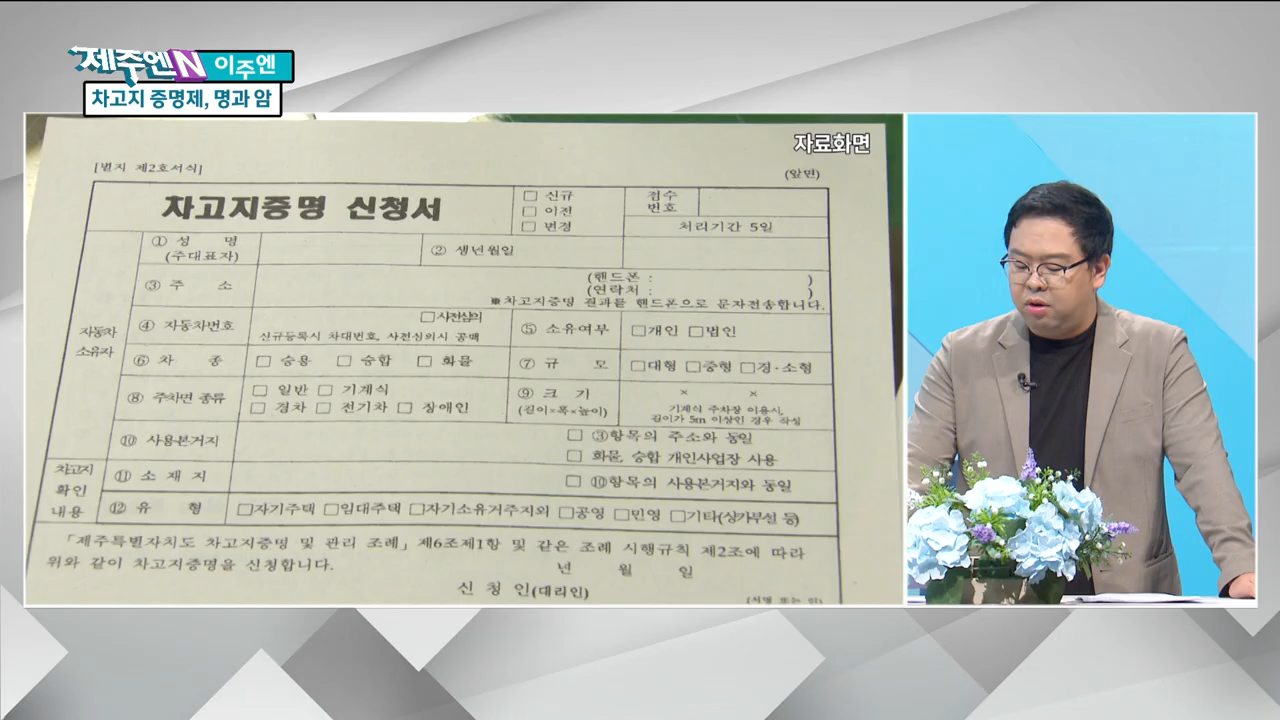 제주엔N 이주엔
차고지 증명제, 명과 암
자료화면
[별지 제2호서식]
(앞면)
차고지증명 신청서
□ 신규
□ 이전
□ 변경
접수
번호
처리기간 5일
자동차
소유자
① 성 명
(주대표자)
② 생년월일
③ 주 소
(핸드폰 : )
(연락처 : )
※차고지증명 결과를 핸드폰으로 문자전송합니다.
④ 자동차번호
□사전심의
신규등록시 차대번호, 사전심의시 공백
⑤ 소유여부
□개인 □법인
⑥ 차 종
□ 승용 □ 승합 □ 화물
⑦ 규 모
□대형 □중형 □경·소형
⑧ 주차면 종류
□ 일반 □ 기계식
□ 경차 □ 전기차 □ 장애인
⑨ 크 기
(길이×폭×높이)
× ×
기계식 주차장 이용시,
길이가 5m 이상인 경우 작성
⑩ 사용본거지
□ ③항목의 주소와 동일
□ 화물, 승합 개인사업장 사용
차고지
확인
내용
⑪ 소 재 지
□ ⑩항목의 사용본거지와 동일
⑫ 유 형
□자기주택 □임대주택 □자기소유거주지외 □공영 □민영 □기타(상가부설 등)
「제주특별자치도 차고지증명 및 관리 조례」제6조제1항 및 같은 조례 시행규칙 제2조에 따라
위와 같이 차고지증명을 신청합니다.
년 월 일
신 청 인(대리인)
(서명 또는 인)